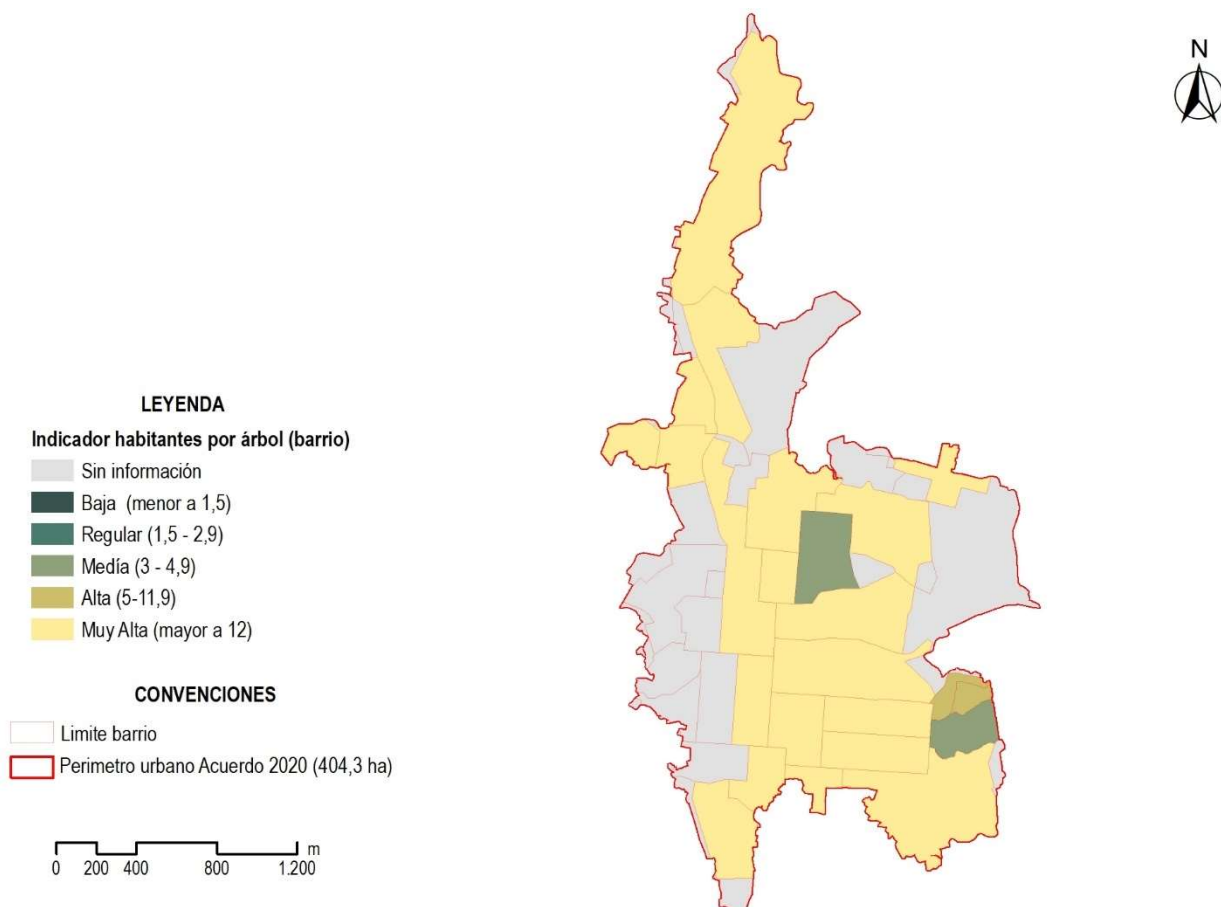 N
LEYENDA
Indicador habitantes por árbol (barrio)
Sin información
Baja (menor a 1,5)
Regular (1,5 - 2,9)
Medía (3 - 4,9)
Alta (5-11,9)
Muy Alta (mayor a 12)
CONVENCIONES
Limite barrio
Perimetro urbano Acuerdo 2020 (404,3 ha)
m
0 200 400 800 1.200